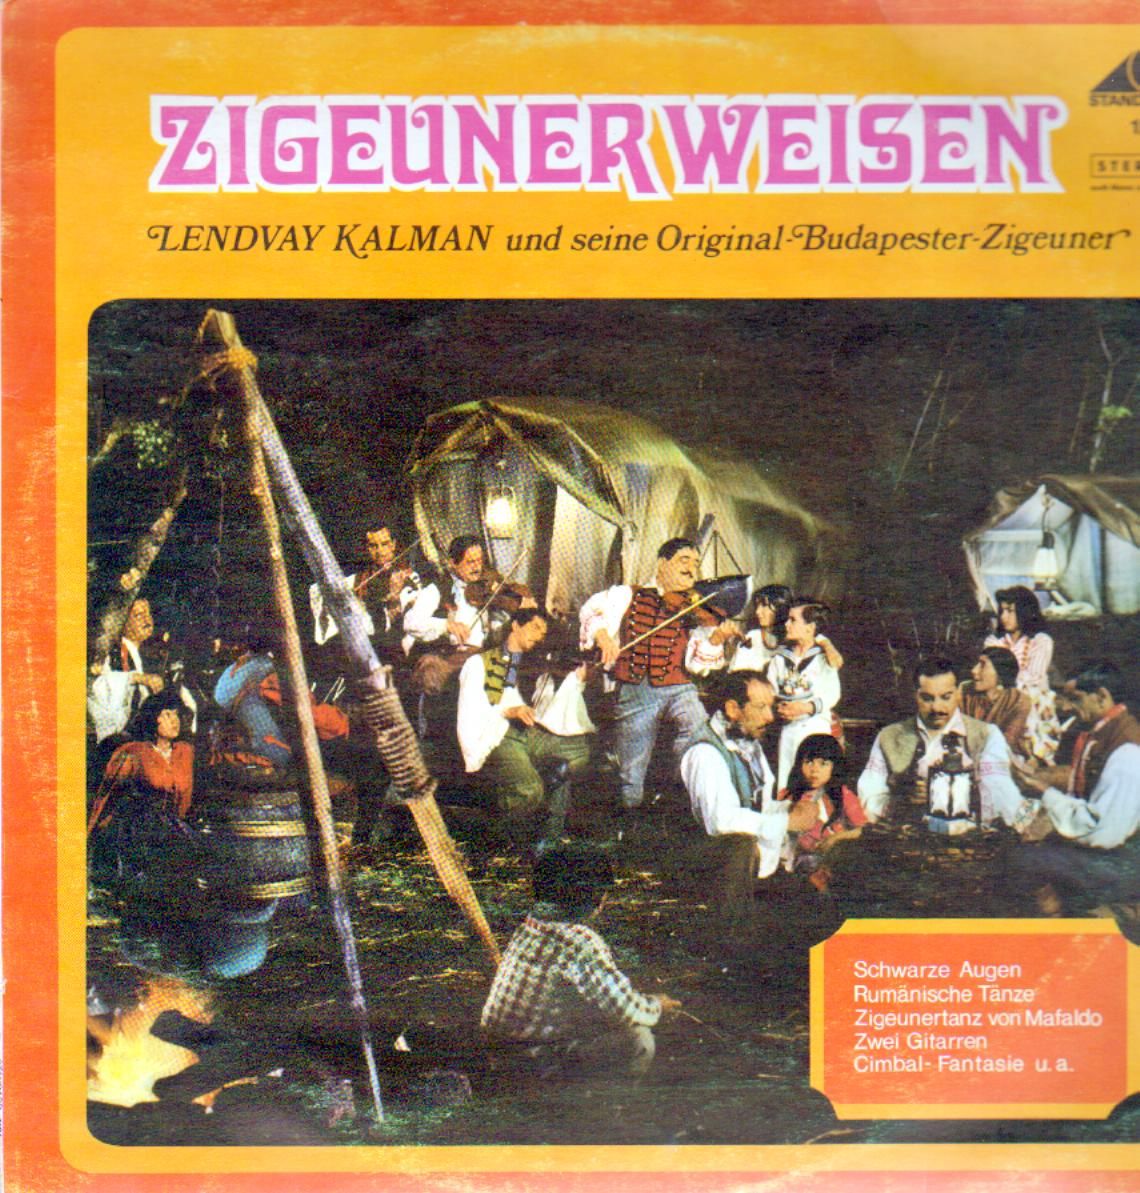 ZIGEUNERWEISEN
LENDVAY KALMAN und seine Original-Budapester-Zigeuner
Schwarze Augen
Rumänische Tänze
Zigeunertanz von Mafaldo
Zwei Gitarren
Cimbal-Fantasie u. a.